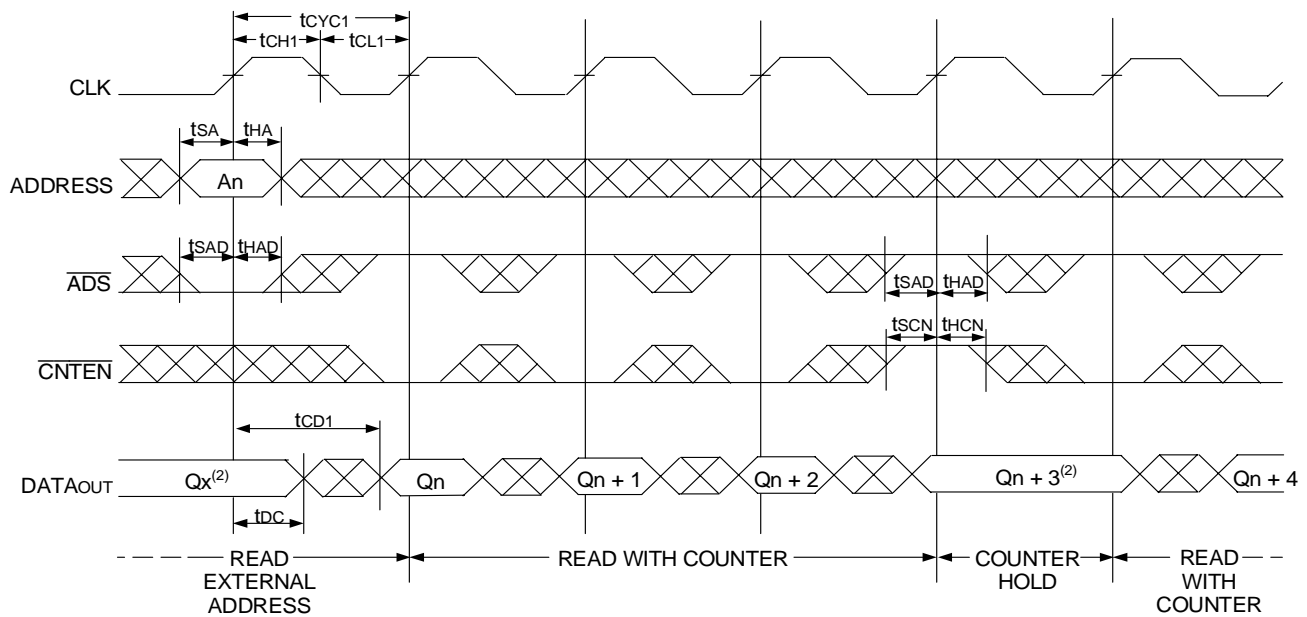 tCYC1
tCH1 tCL1
CLK
tSA tHA
ADDRESS An
tSAD tHAD
ADS
tSAD tHAD
tSCN tHCN
CNTEN
tCD1
DATAOUT Qx(2) Qn Qn + 1 Qn + 2 Qn + 3(2) Qn + 4
tDC
READ EXTERNAL ADDRESS
READ WITH COUNTER
COUNTER HOLD
READ WITH COUNTER